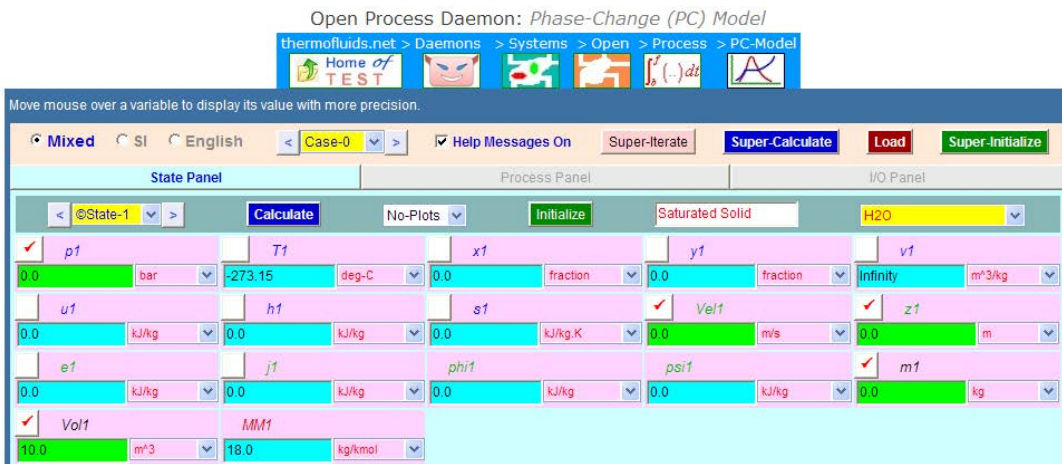 Open Process Daemon: Phase-Change (PC) Model
thermofluids.net > Daemons > Systems > Open > Process > PC-Model
Home of
TEST
∫(..)dt
Move mouse over a variable to display its value with more precision.
Mixed SI English < Case-0 > Help Messages On Super-Iterate Super-Calculate Load Super-Initialize
State Panel Process Panel I/O Panel
< ©State-1 > Calculate No-Plots Initialize Saturated Solid H2O
p1 T1 x1 y1 v1
0.0 bar -273.15 deg-C 0.0 fraction 0.0 fraction Infinity m^3/kg
u1 h1 s1 Vel1 z1
0.0 kJ/kg 0.0 kJ/kg 0.0 kJ/kg.K 0.0 m/s 0.0 m
e1 j1 phi1 psi1 m1
0.0 kJ/kg 0.0 kJ/kg 0.0 kJ/kg 0.0 kJ/kg 0.0 kg
Vol1 MM1
10.0 m^3 18.0 kg/kmol